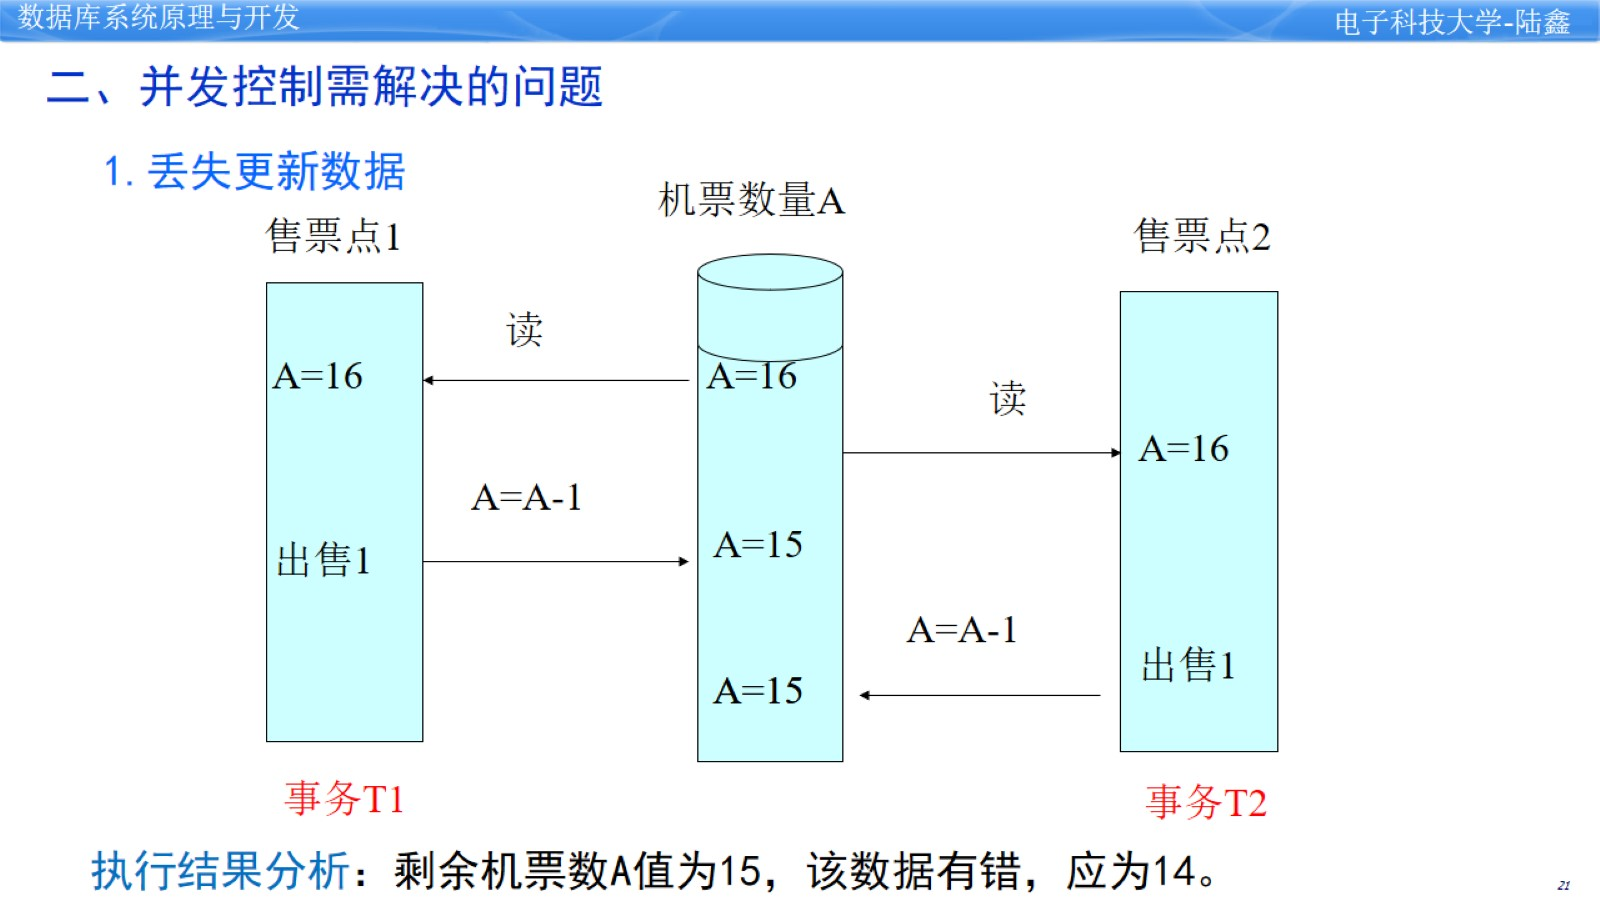 数据库系统原理与开发
电子科技大学-陆鑫
二、并发控制需解决的问题
1.丢失更新数据
机票数量A
售票点1
售票点2
读
A=16
A=16
读
A=16
A=A-1
A=15
出售1
A=A-1
出售1
A=15
事务T1
事务T2
执行结果分析：剩余机票数A值为15，该数据有错，应为14。
21